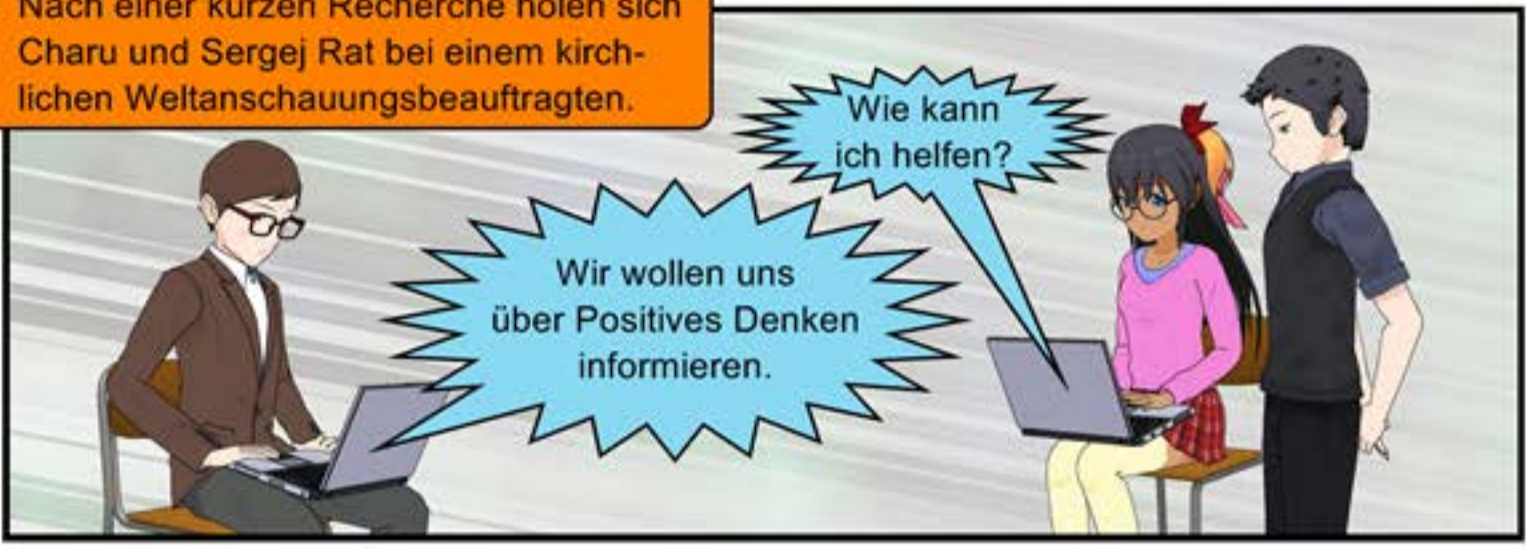 Nach einer kurzen Recherche holen sich
Charu und Sergej Rat bei einem kirch-
lichen Weltanschauungsbeauftragten.
Wie kann
ich helfen?
Wir wollen uns
über Positives Denken
informieren.